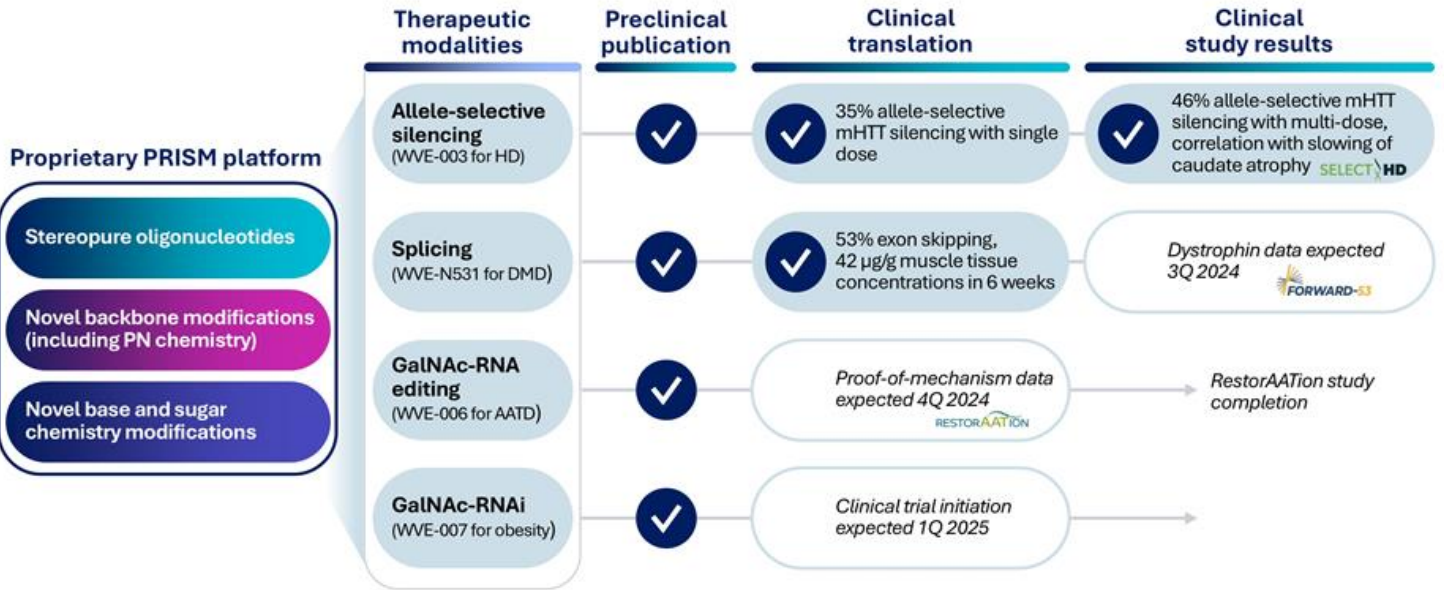 Therapeutic
modalities
Preclinical
publication
Clinical
translation
Clinical
study results
Proprietary PRISM platform
Stereopure oligonucleotides
Novel backbone modifications
(including PN chemistry)
Novel base and sugar
chemistry modifications
Allele-selective
silencing
(WVE-003 for HD)
35% allele-selective
mHTT silencing with single
dose
46% allele-selective mHTT
silencing with multi-dose,
correlation with slowing of
caudate atrophy
SELECT HD
Splicing
(WVE-N531 for DMD)
53% exon skipping,
42 µg/g muscle tissue
concentrations in 6 weeks
Dystrophin data expected
3Q 2024
FORWARD-53
GalNAc-RNA
editing
(WVE-006 for AATD)
Proof-of-mechanism data
expected 4Q 2024
RESTORAATION
RestorAATion study
completion
GalNAc-RNAi
(WVE-007 for obesity)
Clinical trial initiation
expected 1Q 2025